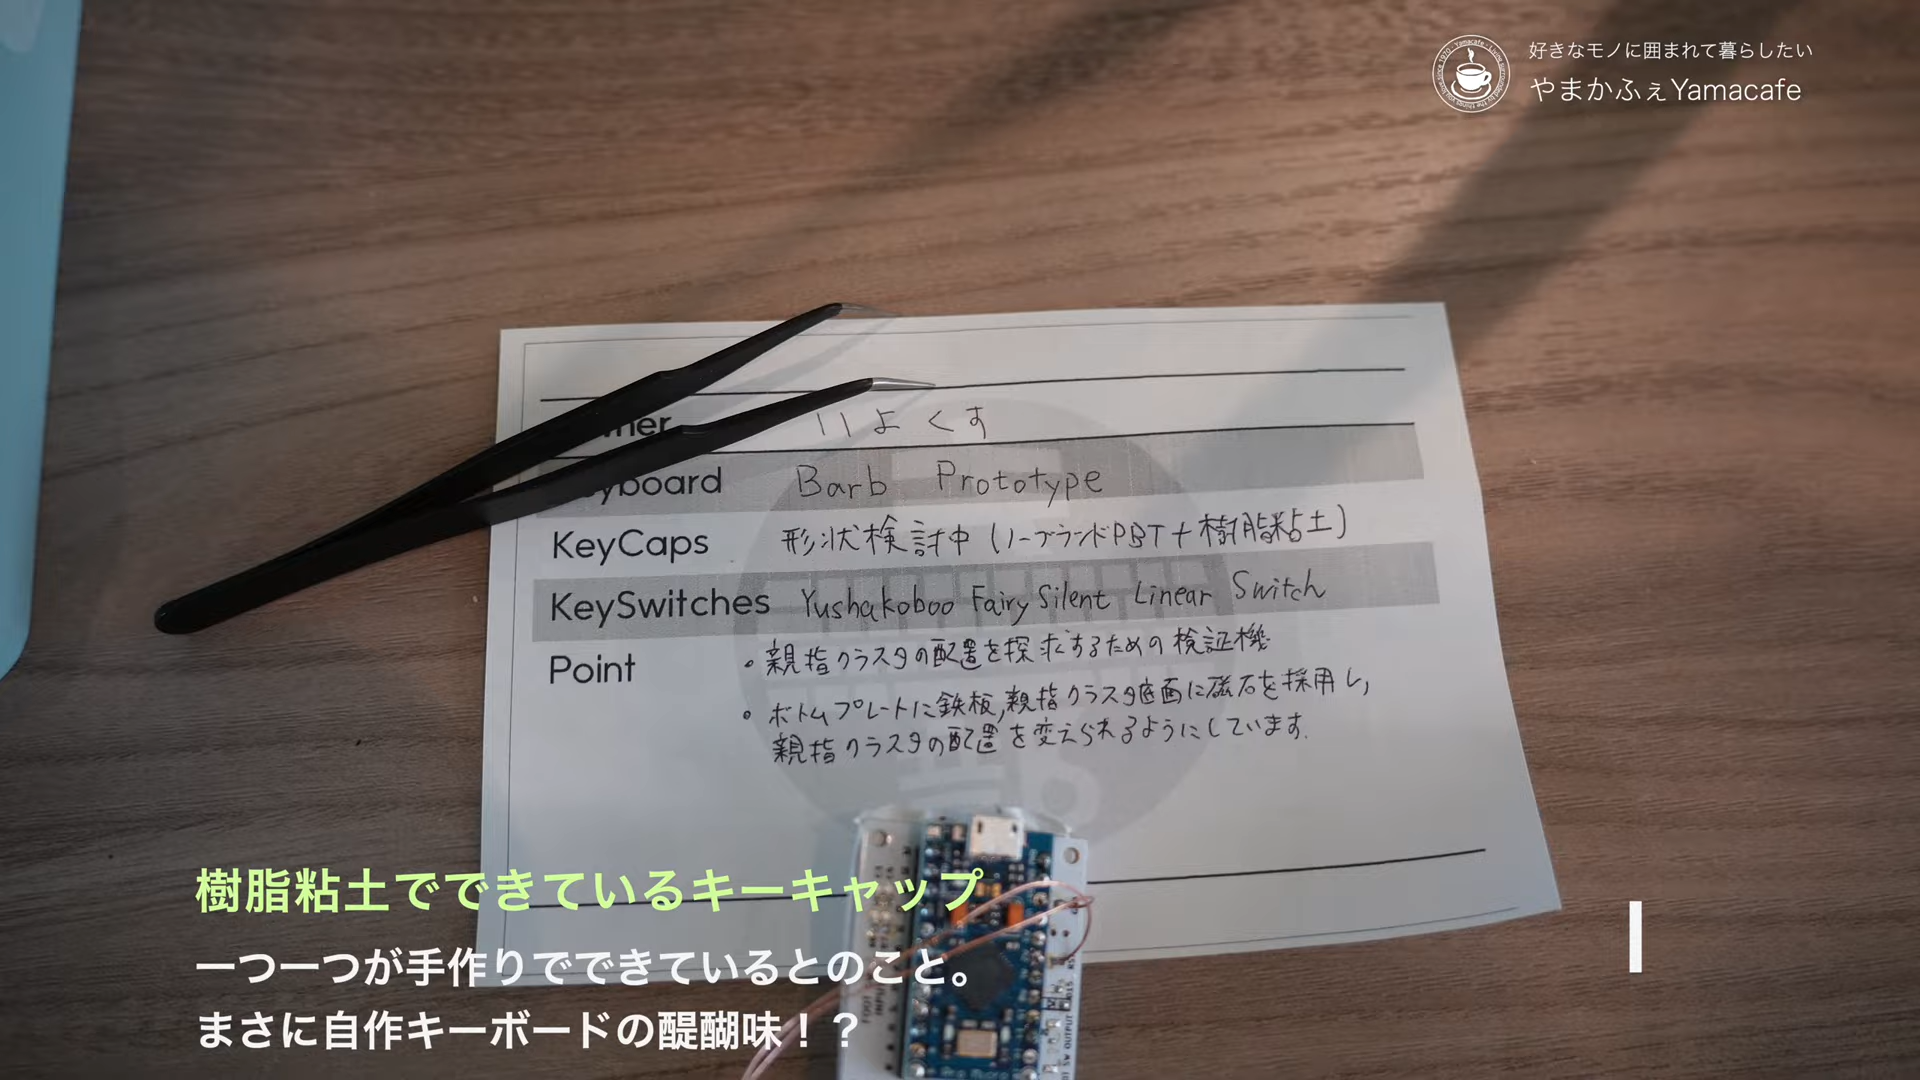 好きなモノに囲まれて暮らしたい
やまかふぇYamacafe
いよくす
Barb Prototype
KeyCaps 形状検討中(ノーブランドPBT+樹脂粘土)
KeySwitches Yushakoboo Fairy Silent Linear Switch
Point ・親指クラスタの配置を探求するための検証機
・ボトムプレートに鉄板,親指クラスタ底面に磁石を採用し,
親指クラスタの配置を変えられるようにしています.
樹脂粘土でできているキーキャップ
一つ一つが手作りでできているとのこと。
まさに自作キーボードの醍醐味!?